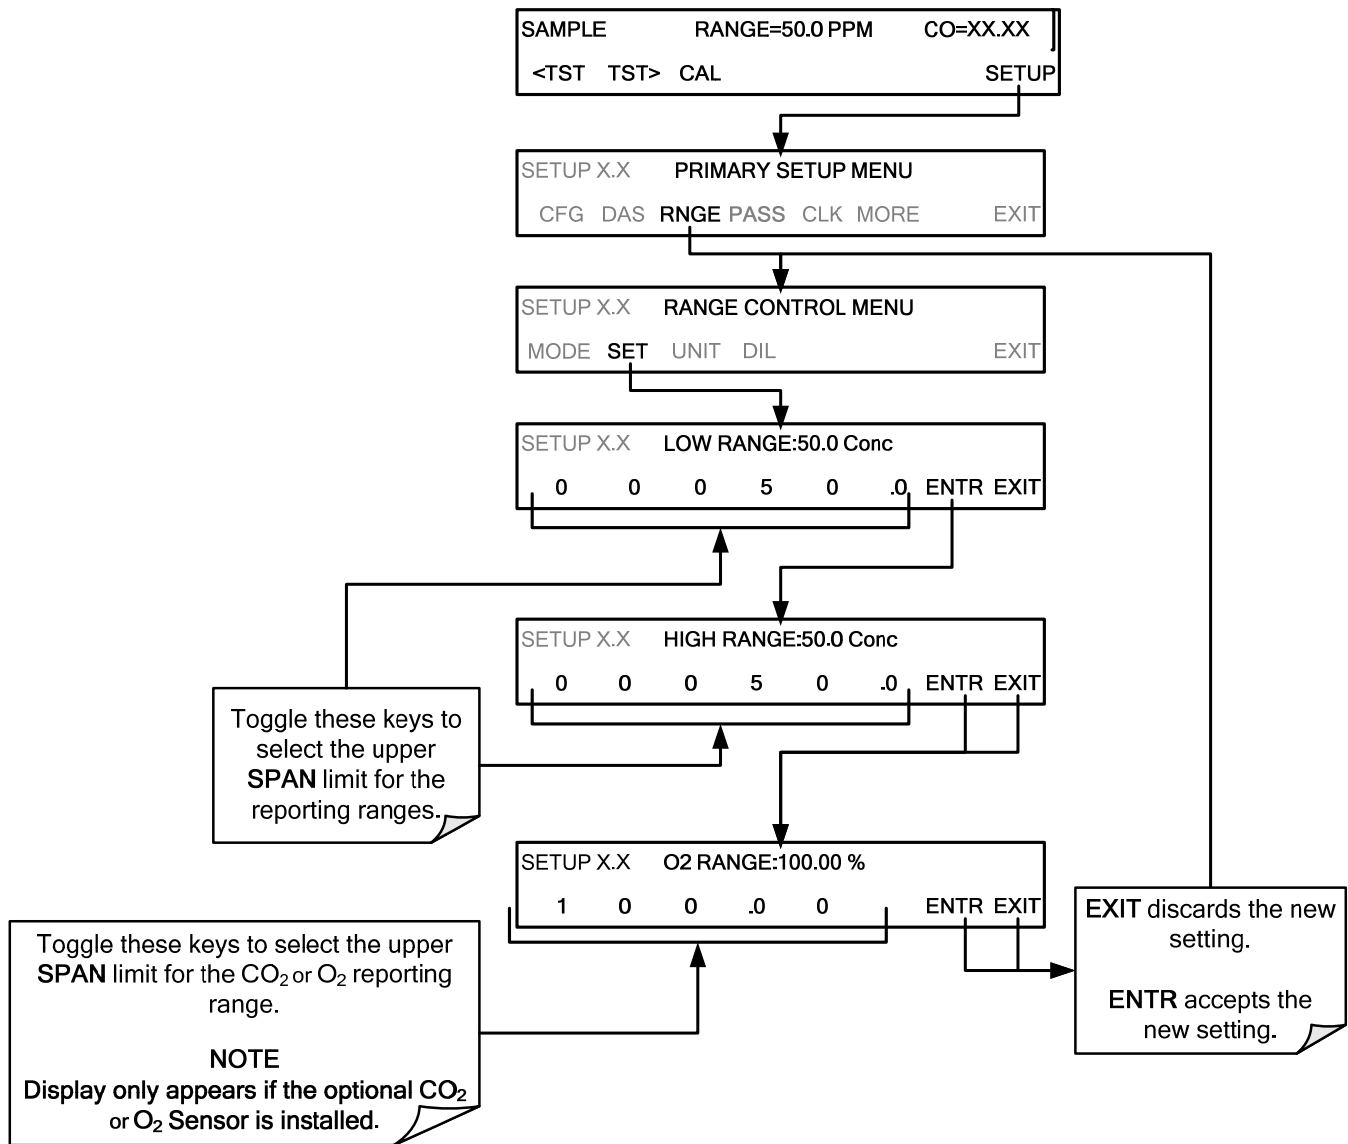 SAMPLE RANGE=50.0 PPM CO=XX.XX
<TST TST> CAL SETUP
SETUP X.X PRIMARY SETUP MENU
CFG DAS RNGE PASS CLK MORE EXIT
SETUP X.X RANGE CONTROL MENU
MODE SET UNIT DIL EXIT
SETUP X.X LOW RANGE:50.0 Conc
0 0 0 5 0 .0 ENTR EXIT
SETUP X.X HIGH RANGE:50.0 Conc
0 0 0 5 0 .0 ENTR EXIT
Toggle these keys to
select the upper
SPAN limit for the
reporting ranges.
SETUP X.X O2 RANGE:100.00 %
1 0 0 .0 0 ENTR EXIT
Toggle these keys to select the upper
SPAN limit for the CO₂ or O₂ reporting
range.
NOTE
Display only appears if the optional CO₂
or O₂ Sensor is installed.
EXIT discards the new
setting.
ENTR accepts the
new setting.